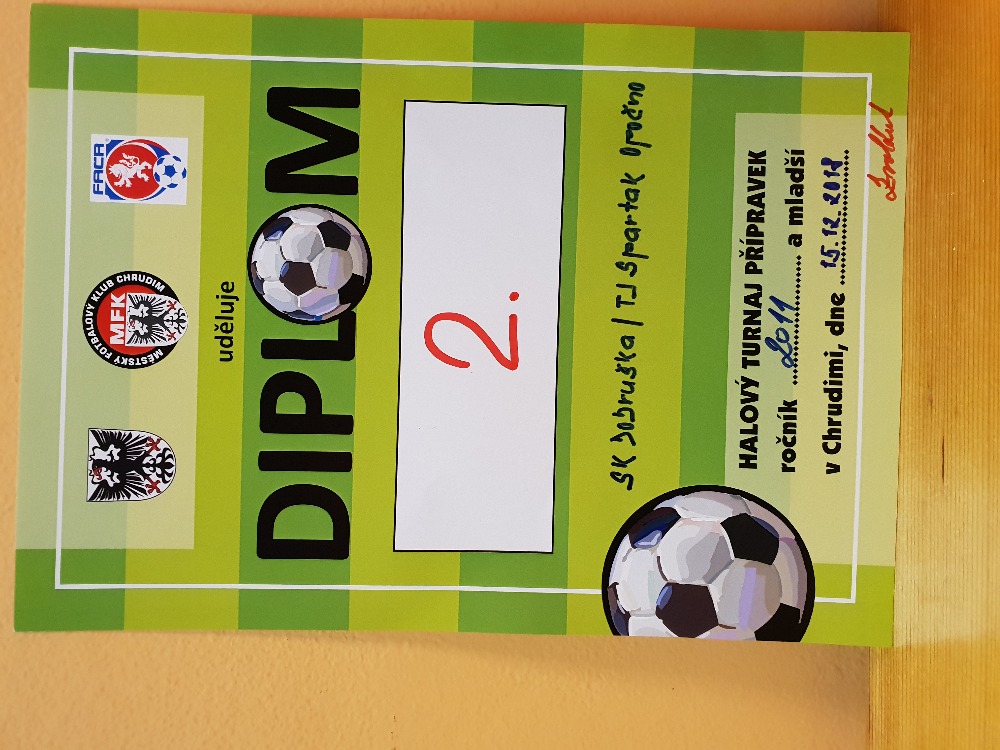 MĚSTSKÝ FOTBALOVÝ KLUB CHRUDIM
MFK
FAČR
uděluje
DIPLOM
2.
SK Dobruška / TJ Spartak Opočno
HALOVÝ TURNAJ PŘÍPRAVEK
ročník 2011 a mladší
v Chrudimi, dne 15.12.2018